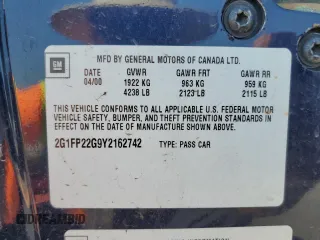 GM
MFD BY GENERAL MOTORS OF CANADA LTD.
DATE GVWR GAWR FRT GAWR RR
04/00 1922 KG 963 KG 959 KG
4238 LB 2123 LB 2115 LB
THIS VEHICLE CONFORMS TO ALL APPLICABLE U.S. FEDERAL MOTOR
VEHICLE SAFETY, BUMPER, AND THEFT PREVENTION STANDARDS IN
EFFECT ON THE DATE OF MANUFACTURE SHOWN ABOVE.
2G1FP22G9Y2162742 TYPE: PASS CAR
DREAMBID
INFORMATION